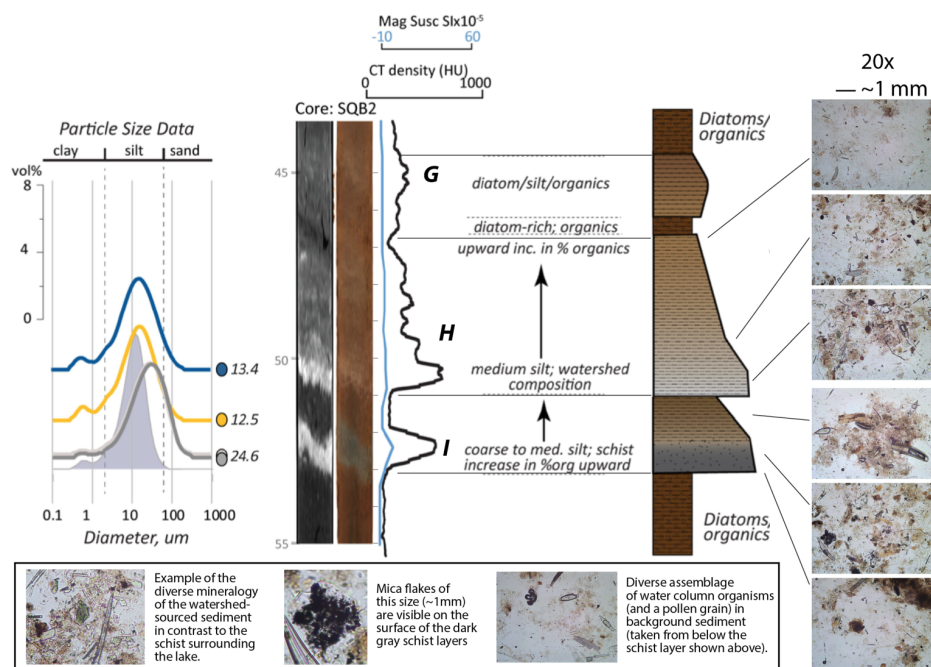 Mag Susc SIx10-5
-10 60
CT density (HU)
0 1000
Core: SQB2
20x
~1 mm
Particle Size Data
clay silt sand
vol%
8
4
0
13.4
12.5
24.6
0.1 1 10 100 1000
Diameter, um
45
50
55
G
H
I
Diatoms/
organics
diatom/silt/organics
diatom-rich; organics
upward inc. in % organics
medium silt; watershed
composition
coarse to med. silt; schist
increase in %org upward
Diatoms,
organics
Example of the
diverse mineralogy
of the watershed-
sourced sediment
in contrast to the
schist surrounding
the lake.
Mica flakes of
this size (~1mm)
are visible on the
surface of the dark
gray schist layers
Diverse assemblage
of water column organisms
(and a pollen grain) in
background sediment
(taken from below the
schist layer shown above).